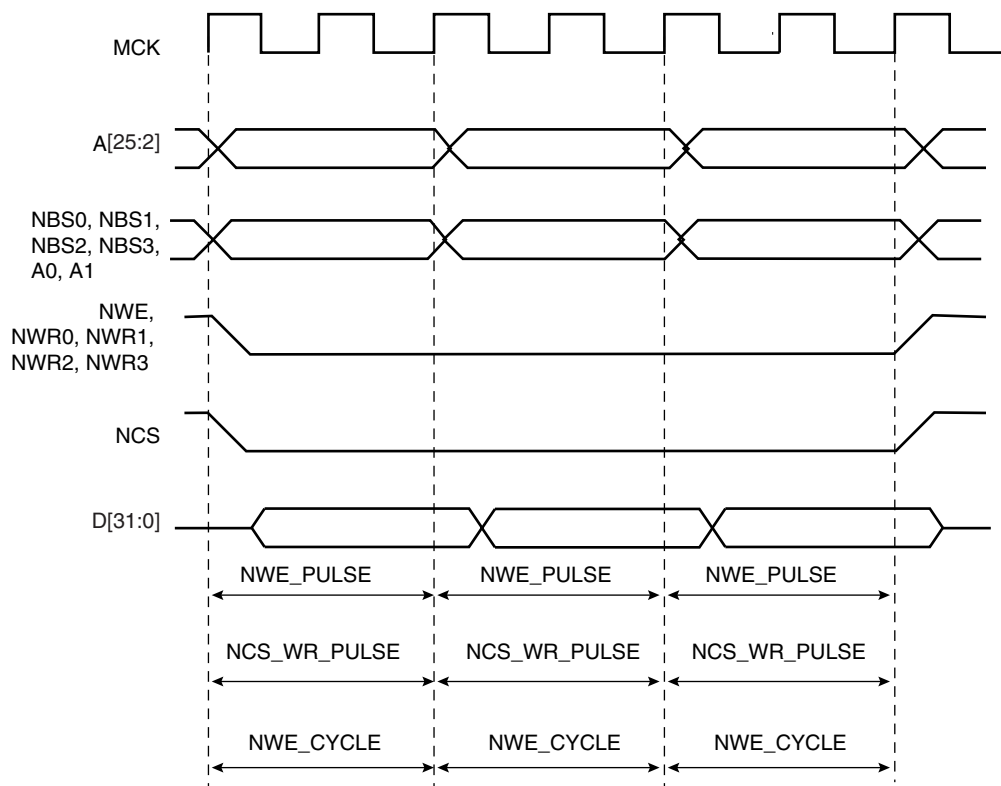 MCK
A[25:2]
NBS0, NBS1,
NBS2, NBS3,
A0, A1
NWE,
NWR0, NWR1,
NWR2, NWR3
NCS
D[31:0]
NWE_PULSE NWE_PULSE NWE_PULSE
NCS_WR_PULSE NCS_WR_PULSE NCS_WR_PULSE
NWE_CYCLE NWE_CYCLE NWE_CYCLE